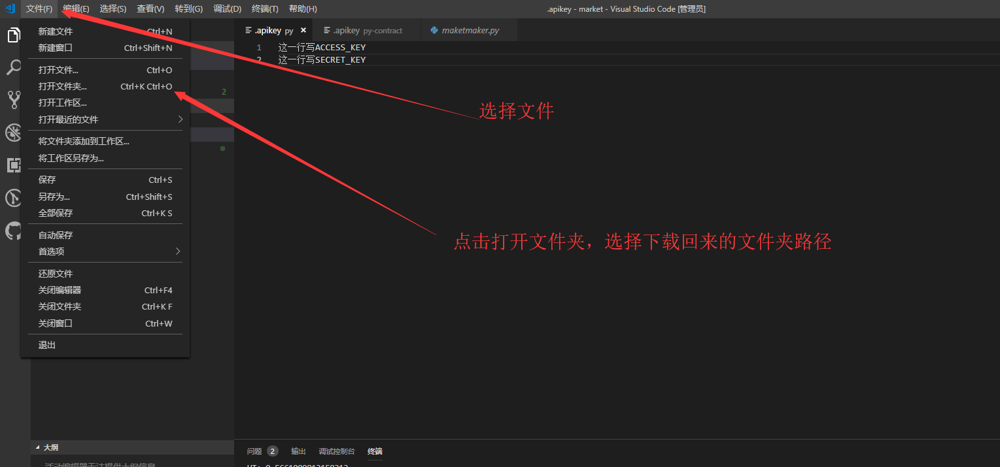 文件(F) 编辑(E) 选择(S) 查看(V) 转到(G) 调试(D) 终端(T) 帮助(H) .apikey - market - Visual Studio Code [管理员]
.apikey py × .apikey py-contract maketmaker.py
1 这一行写ACCESS_KEY
2 这一行写SECRET_KEY
新建文件 Ctrl+N
新建窗口 Ctrl+Shift+N
打开文件... Ctrl+O
打开文件夹... Ctrl+K Ctrl+O
打开工作区...
打开最近的文件
将文件夹添加到工作区...
将工作区另存为...
保存 Ctrl+S
另存为... Ctrl+Shift+S
全部保存 Ctrl+K S
自动保存
首选项
还原文件
关闭编辑器 Ctrl+F4
关闭文件夹 Ctrl+K F
关闭窗口 Ctrl+W
退出
2
选择文件
点击打开文件夹，选择下载回来的文件夹路径
大纲
问题 2 输出 调试控制台 终端